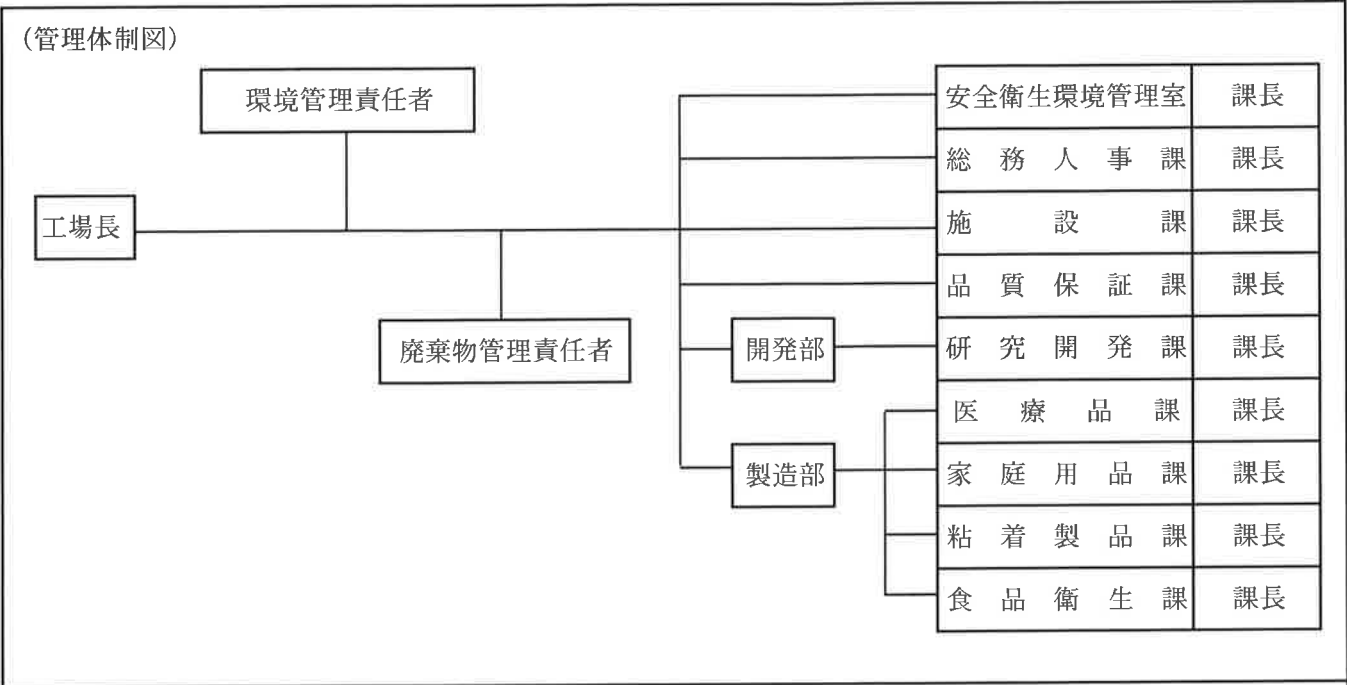 （管理体制図）
環境管理責任者
工場長
廃棄物管理責任者
開発部
製造部
安全衛生環境管理室 課長
総務人事課 課長
施設課 課長
品質保証課 課長
研究開発課 課長
医療品課 課長
家庭用品課 課長
粘着製品課 課長
食品衛生課 課長